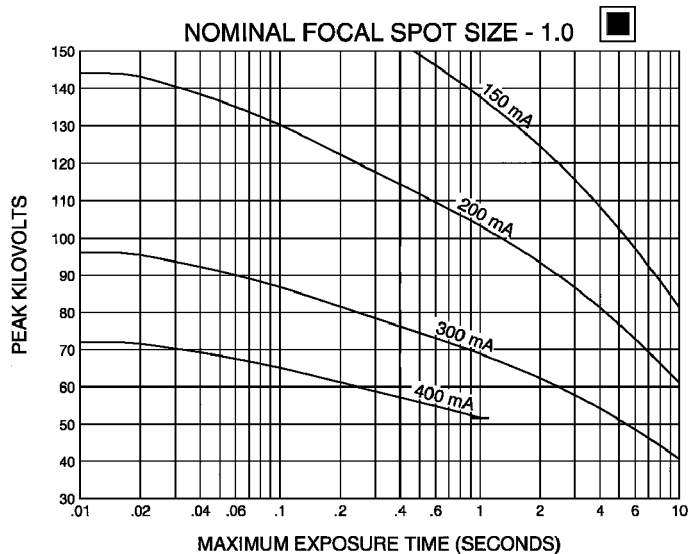 NOMINAL FOCAL SPOT SIZE - 1.0
150
140
130
120
110
100
90
80
70
60
50
40
30
PEAK KILOVOLTS
150 mA
200 mA
300 mA
400 mA
.01 .02 .04 .06 .1 .2 .4 .6 1 2 4 6 10
MAXIMUM EXPOSURE TIME (SECONDS)